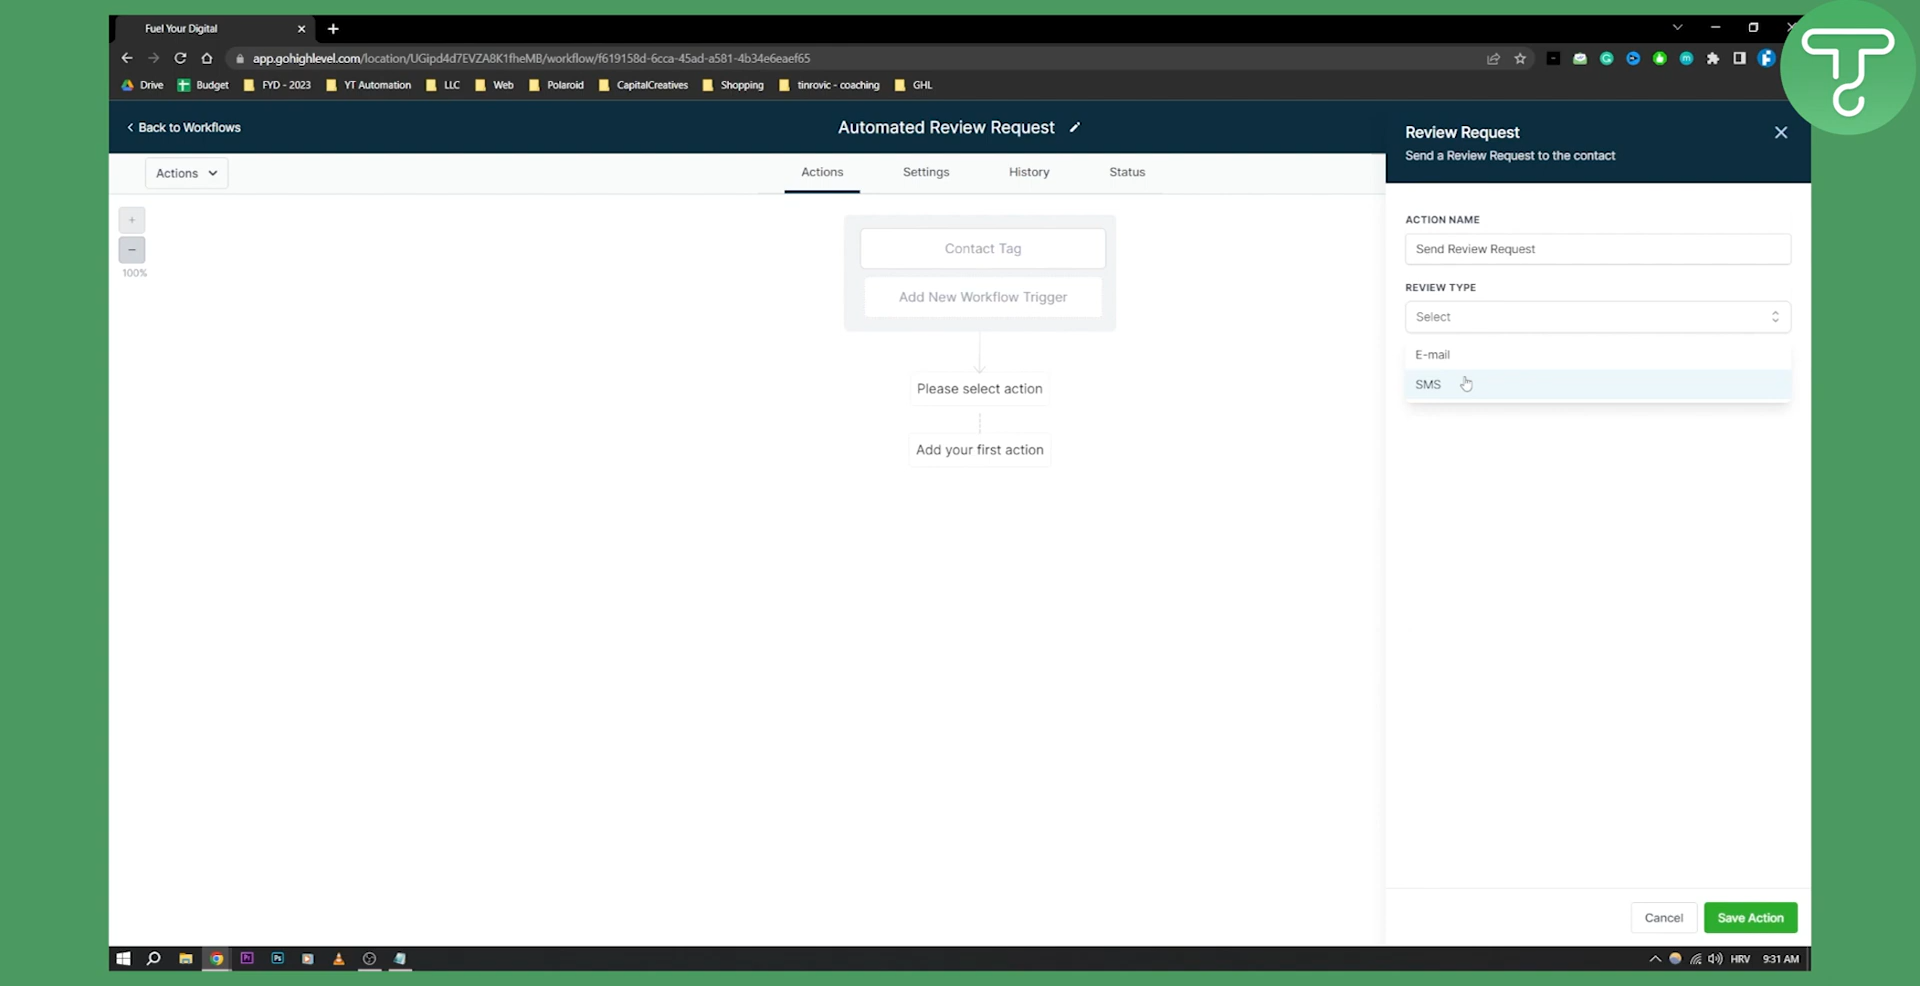 Fuel Your Digital
app.gohighlevel.com/location/UGipd4d7EVZA8K1fheMB/workflow/f619158d-6cca-45ad-a581-4b34e6eaef65
Drive Budget FYD - 2023 YT Automation LLC Web Polaroid CapitalCreatives Shopping tinrovic - coaching GHL
Back to Workflows
Automated Review Request
Review Request
Send a Review Request to the contact
Actions
Actions Settings History Status
+
−
100%
Contact Tag
Add New Workflow Trigger
Please select action
Add your first action
ACTION NAME
Send Review Request
REVIEW TYPE
Select
E-mail
SMS
Cancel Save Action
Pr Ps
HRV 9:31 AM